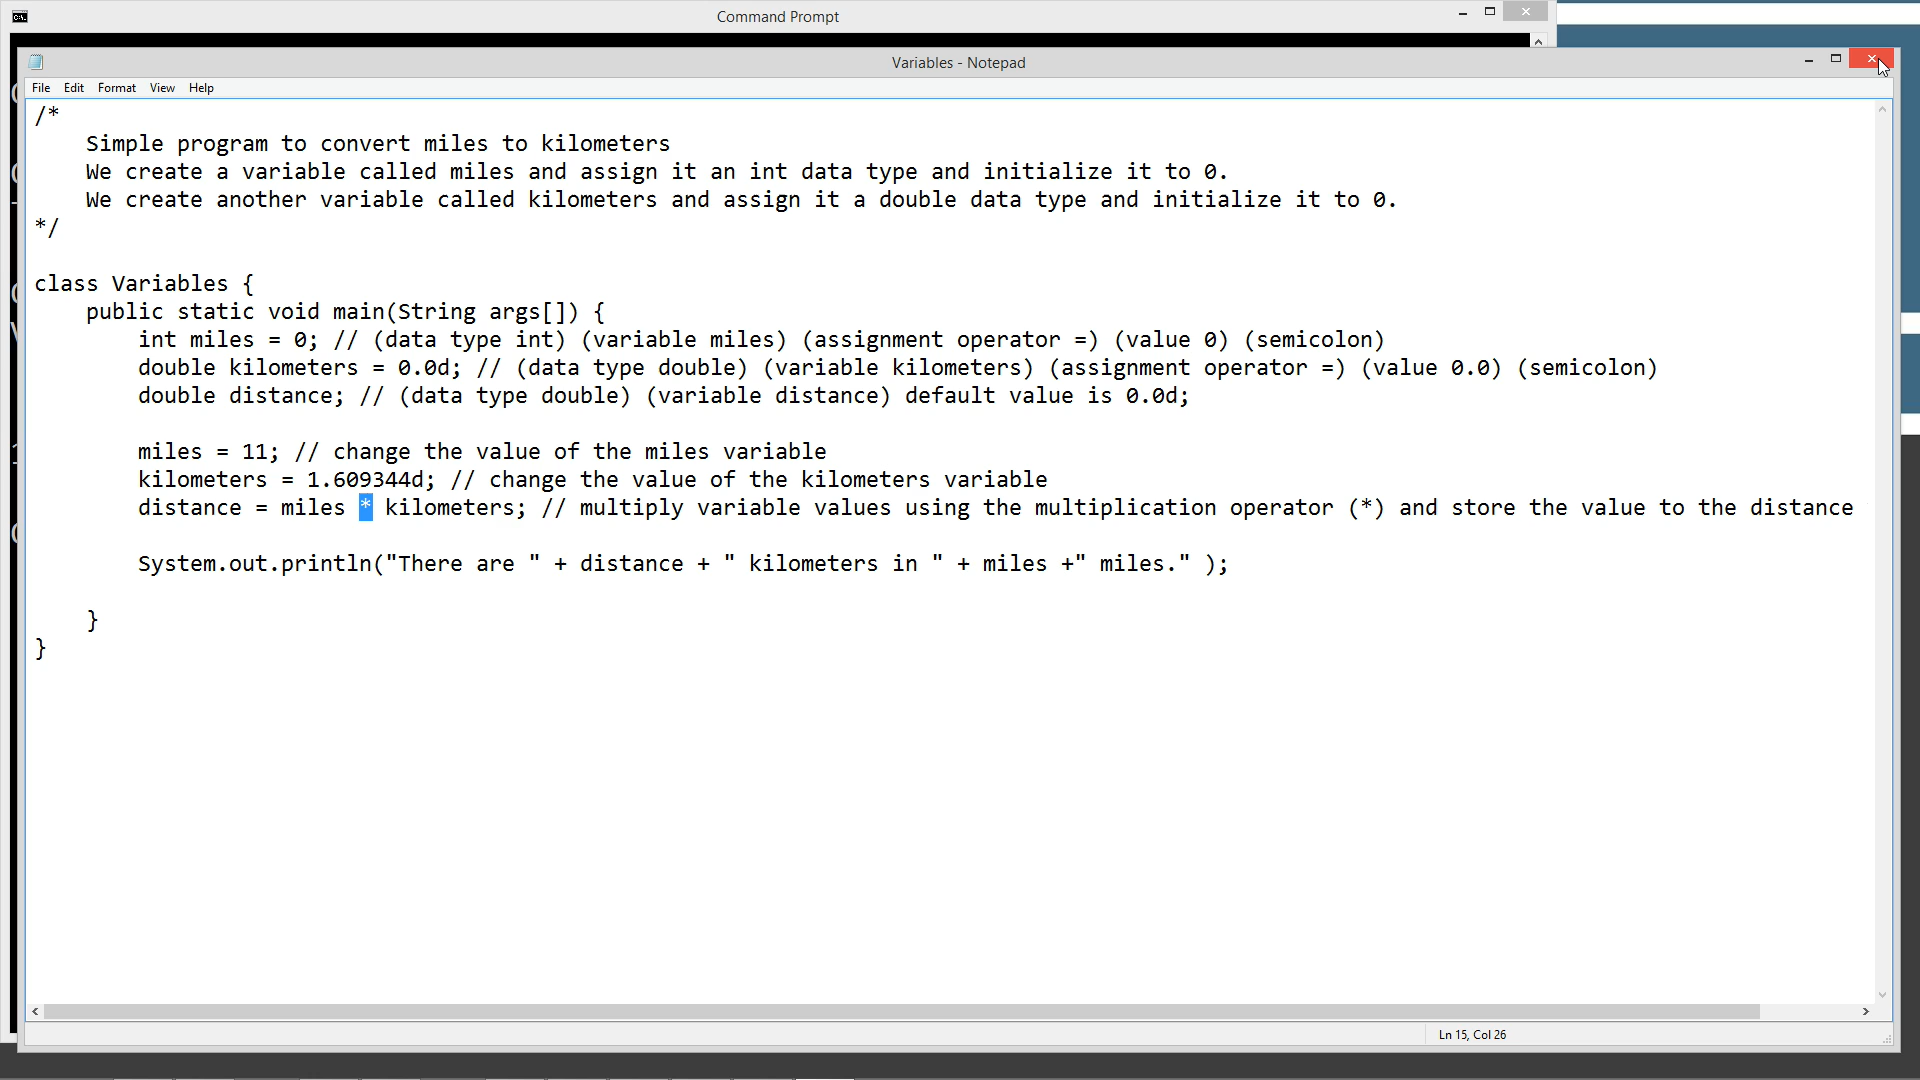 Command Prompt
Variables - Notepad
File Edit Format View Help
/*
Simple program to convert miles to kilometers
We create a variable called miles and assign it an int data type and initialize it to 0.
We create another variable called kilometers and assign it a double data type and initialize it to 0.
*/
class Variables {
public static void main(String args[]) {
int miles = 0; // (data type int) (variable miles) (assignment operator =) (value 0) (semicolon)
double kilometers = 0.0d; // (data type double) (variable kilometers) (assignment operator =) (value 0.0) (semicolon)
double distance; // (data type double) (variable distance) default value is 0.0d;
miles = 11; // change the value of the miles variable
kilometers = 1.609344d; // change the value of the kilometers variable
distance = miles * kilometers; // multiply variable values using the multiplication operator (*) and store the value to the distance
System.out.println("There are " + distance + " kilometers in " + miles +" miles." );
}
}
Ln 15, Col 26